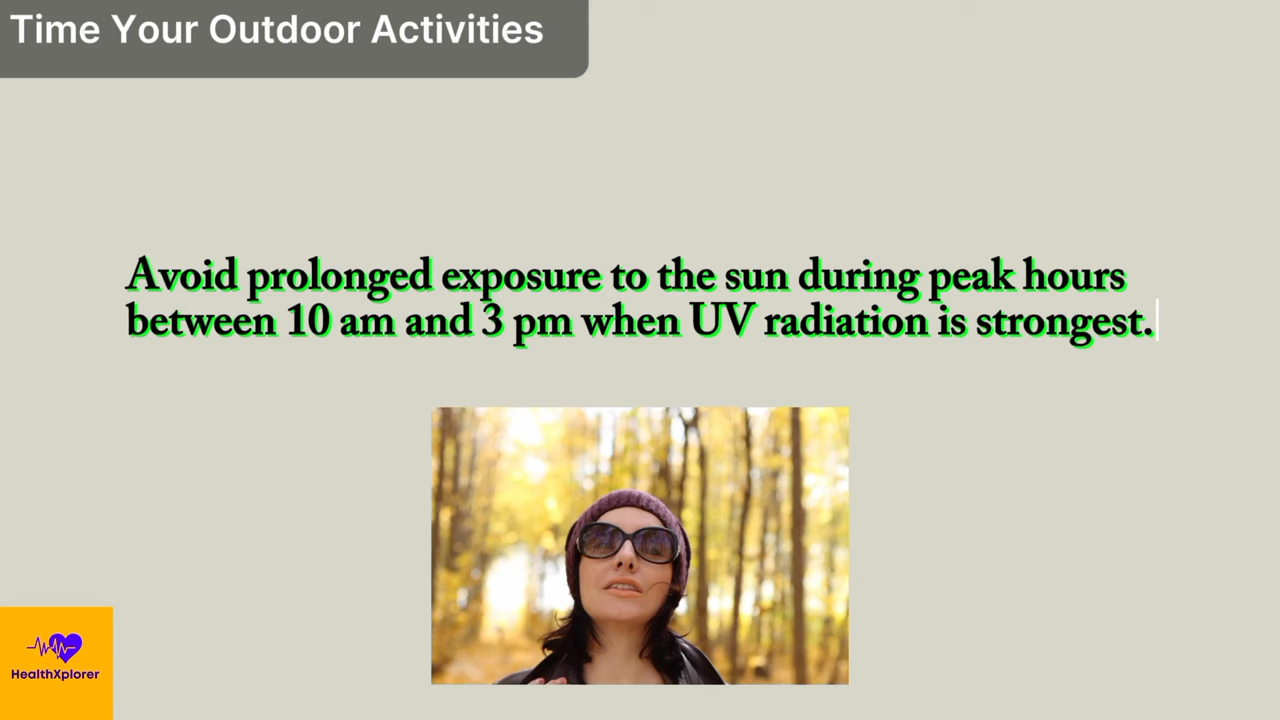 Time Your Outdoor Activities
Avoid prolonged exposure to the sun during peak hours
between 10 am and 3 pm when UV radiation is strongest.
HealthXplorer